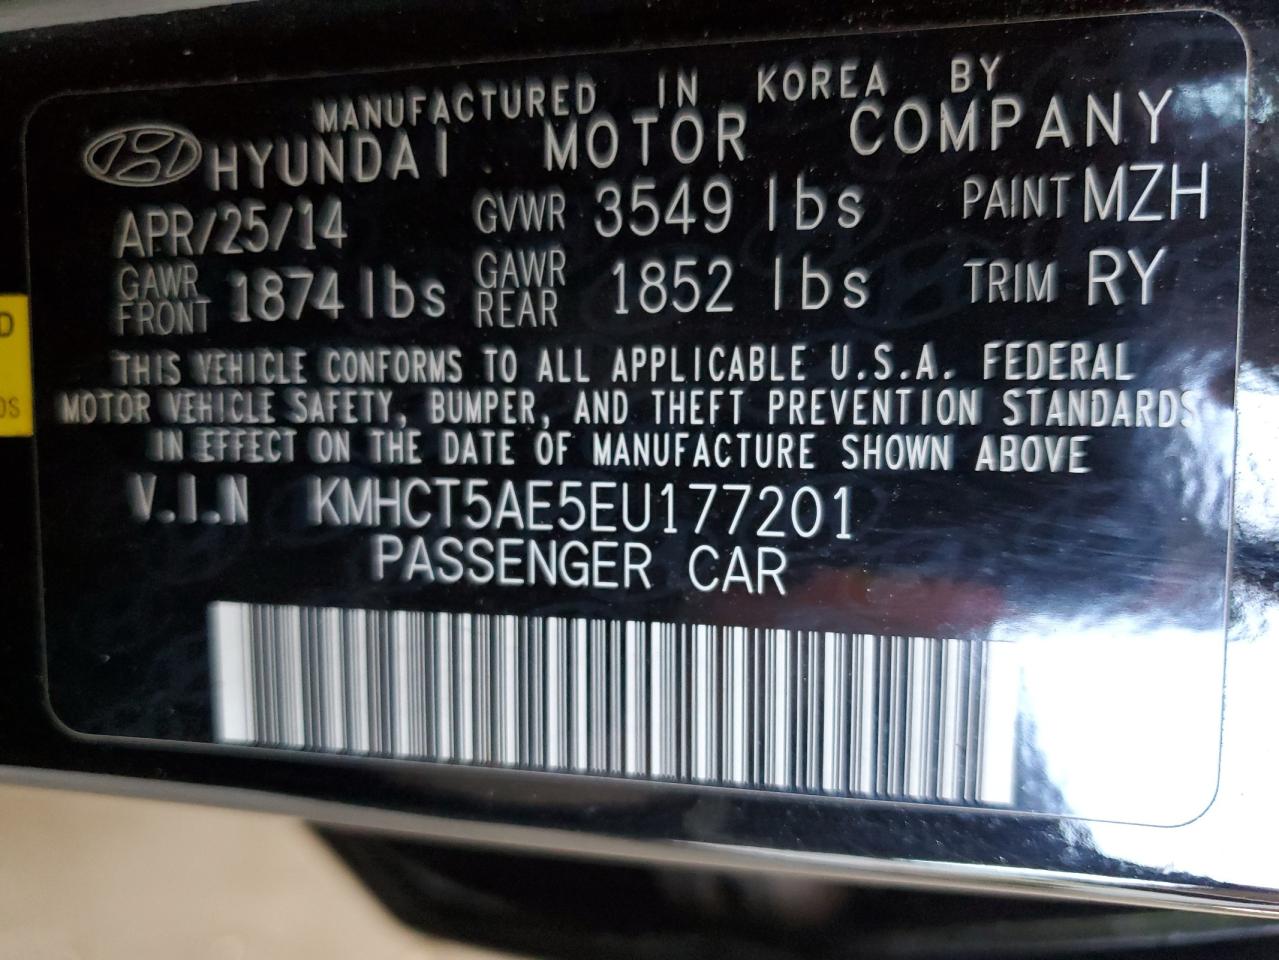 MANUFACTURED IN KOREA BY
HYUNDAI MOTOR COMPANY
APR/25/14 GVWR 3549 lbs PAINT MZH
GAWR FRONT 1874 lbs GAWR REAR 1852 lbs TRIM RY
THIS VEHICLE CONFORMS TO ALL APPLICABLE U.S.A. FEDERAL
MOTOR VEHICLE SAFETY, BUMPER, AND THEFT PREVENTION STANDARDS
IN EFFECT ON THE DATE OF MANUFACTURE SHOWN ABOVE
V.I.N KMHCT5AE5EU177201
PASSENGER CAR